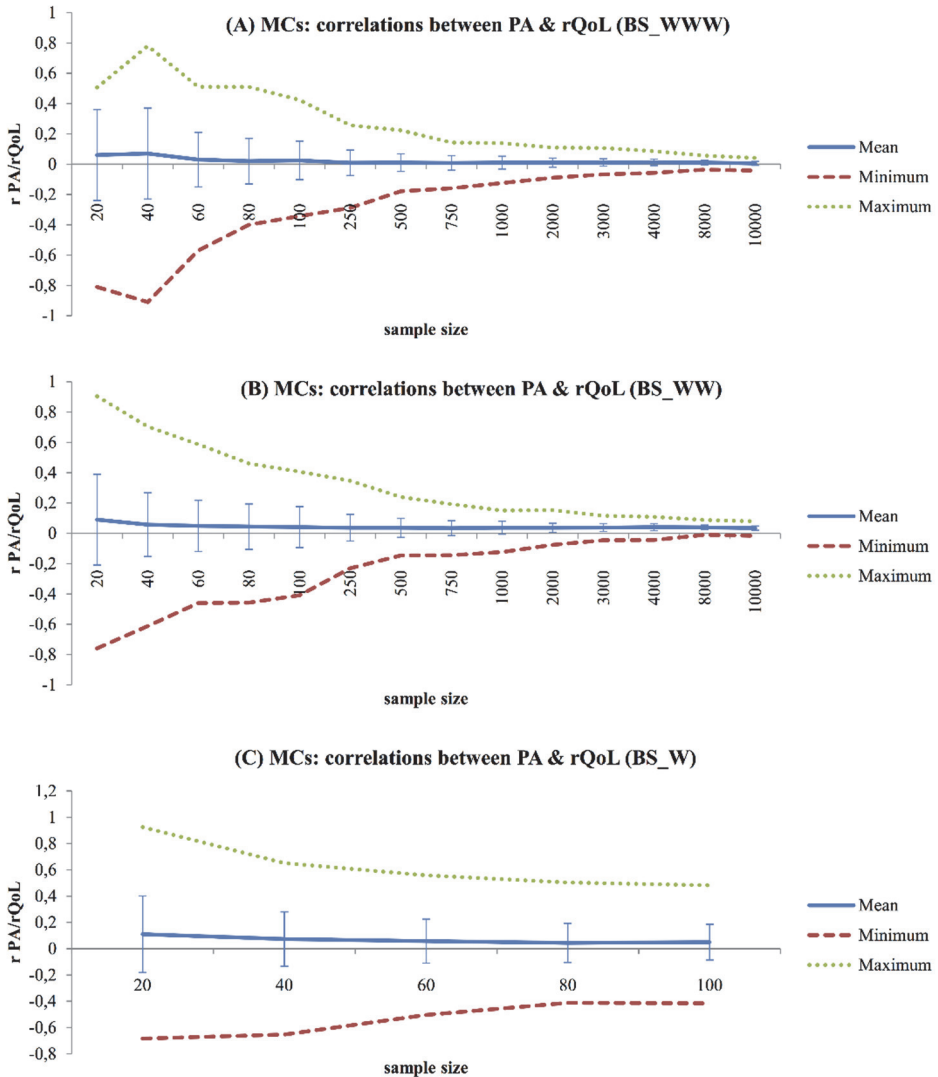 (A) MCs: correlations between PA & rQoL (BS_WWW)
1
0,8
0,6
0,4
0,2
0
-0,2
-0,4
-0,6
-0,8
-1
r PA/rQoL
20 40 60 80 100 250 500 750 1000 2000 3000 4000 8000 10000
sample size
Mean
Minimum
Maximum
(B) MCs: correlations between PA & rQoL (BS_WW)
1
0,8
0,6
0,4
0,2
0
-0,2
-0,4
-0,6
-0,8
-1
r PA/rQoL
20 40 60 80 100 250 500 750 1000 2000 3000 4000 8000 10000
sample size
Mean
Minimum
Maximum
(C) MCs: correlations between PA & rQoL (BS_W)
1,2
1
0,8
0,6
0,4
0,2
0
-0,2
-0,4
-0,6
-0,8
r PA/rQoL
20 40 60 80 100
sample size
Mean
Minimum
Maximum